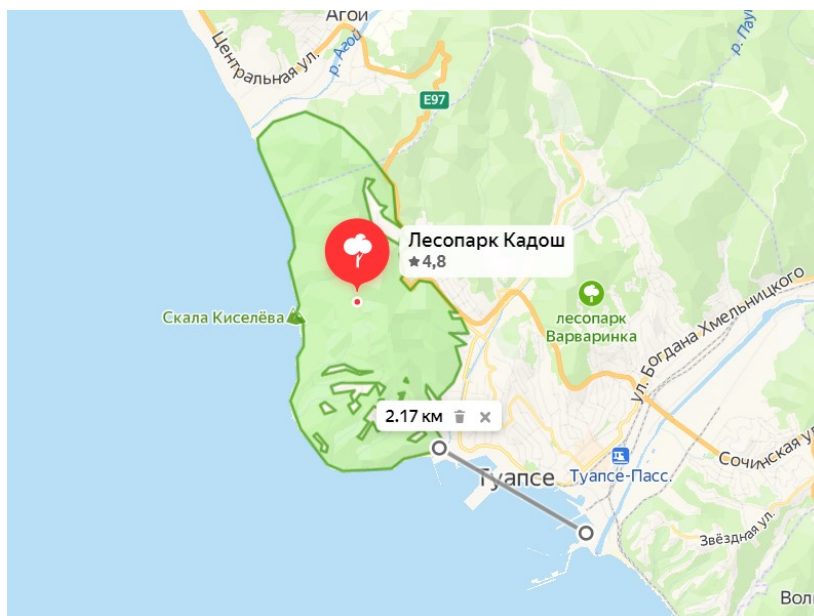 Агой
Центральная ул.
р. Агой
р. Пау
E97
Лесопарк Кадош
4,8
Скала Киселёва
лесопарк
Варваринка
ул. Богдана Хмельницкого
2.17 км
Туапсе
Туапсе-Пасс.
Сочинская ул
Звёздная ул.
Вол